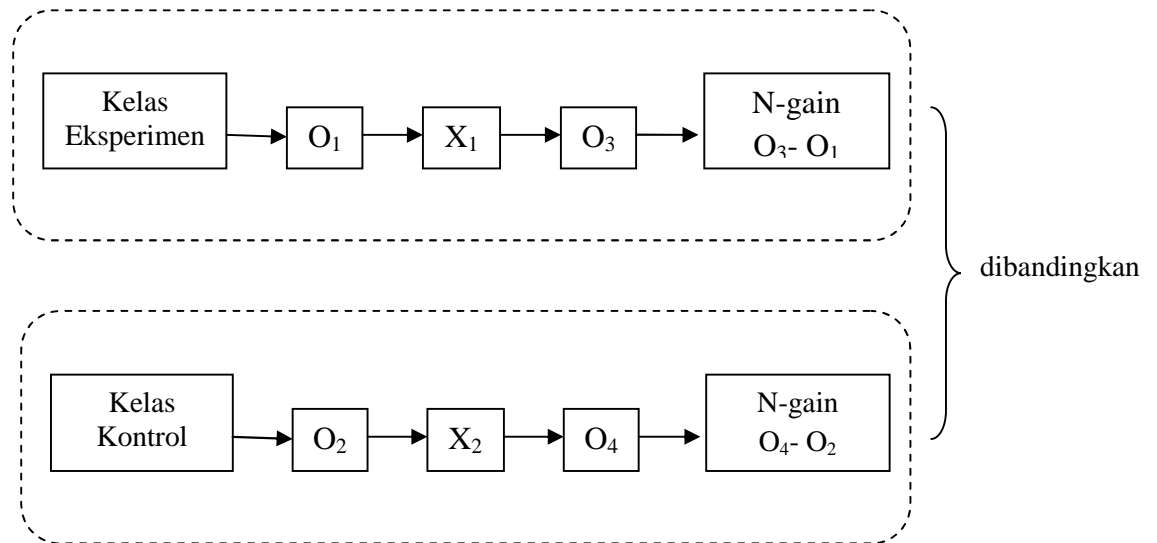 Kelas
Eksperimen
O₁
X₁
O₃
N-gain
O₃- O₁
dibandingkan
Kelas
Kontrol
O₂
X₂
O₄
N-gain
O₄- O₂